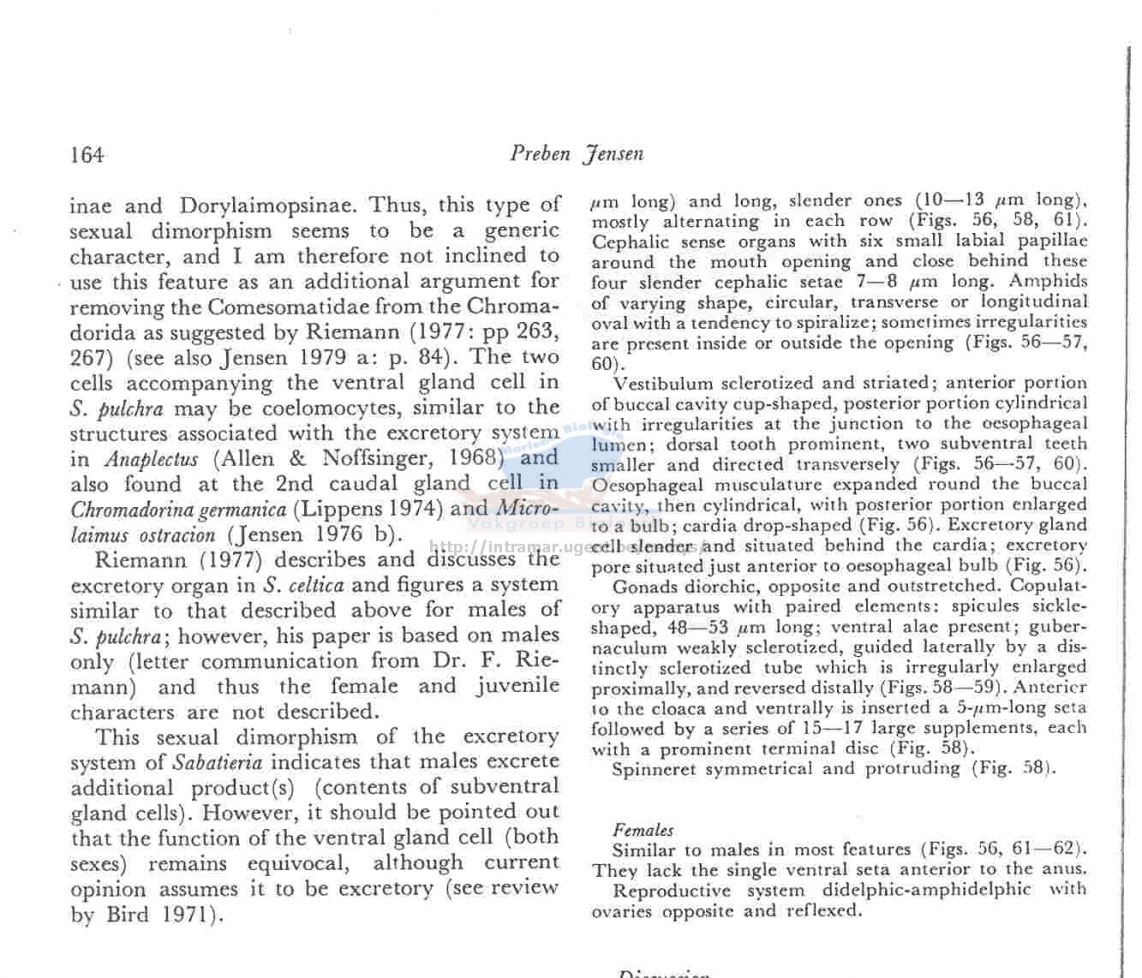 164
Preben Jensen
inae and Dorylaimopsinae. Thus, this type of
sexual dimorphism seems to be a generic
character, and I am therefore not inclined to
use this feature as an additional argument for
removing the Comesomatidae from the Chroma-
dorida as suggested by Riemann (1977: pp 263,
267) (see also Jensen 1979 a: p. 84). The two
cells accompanying the ventral gland cell in
S. pulchra may be coelomocytes, similar to the
structures associated with the excretory system
in Anaplectus (Allen & Noffsinger, 1968) and
also found at the 2nd caudal gland cell in
Chromadorina germanica (Lippens 1974) and Micro-
laimus ostracion (Jensen 1976 b).
Riemann (1977) describes and discusses the
excretory organ in S. celtica and figures a system
similar to that described above for males of
S. pulchra; however, his paper is based on males
only (letter communication from Dr. F. Rie-
mann) and thus the female and juvenile
characters are not described.
This sexual dimorphism of the excretory
system of Sabatieria indicates that males excrete
additional product(s) (contents of subventral
gland cells). However, it should be pointed out
that the function of the ventral gland cell (both
sexes) remains equivocal, although current
opinion assumes it to be excretory (see review
by Bird 1971).
μm long) and long, slender ones (10—13 μm long),
mostly alternating in each row (Figs. 56, 58, 61).
Cephalic sense organs with six small labial papillae
around the mouth opening and close behind these
four slender cephalic setae 7—8 μm long. Amphids
of varying shape, circular, transverse or longitudinal
oval with a tendency to spiralize; sometimes irregularities
are present inside or outside the opening (Figs. 56—57,
60).
Vestibulum sclerotized and striated; anterior portion
of buccal cavity cup-shaped, posterior portion cylindrical
with irregularities at the junction to the oesophageal
lumen; dorsal tooth prominent, two subventral teeth
smaller and directed transversely (Figs. 56—57, 60).
Oesophageal musculature expanded round the buccal
cavity, then cylindrical, with posterior portion enlarged
to a bulb; cardia drop-shaped (Fig. 56). Excretory gland
cell slender and situated behind the cardia; excretory
pore situated just anterior to oesophageal bulb (Fig. 56).
Gonads diorchic, opposite and outstretched. Copulat-
ory apparatus with paired elements: spicules sickle-
shaped, 48—53 μm long; ventral alae present; guber-
naculum weakly sclerotized, guided laterally by a dis-
tinctly sclerotized tube which is irregularly enlarged
proximally, and reversed distally (Figs. 58—59). Anterior
to the cloaca and ventrally is inserted a 5-μm-long seta
followed by a series of 15—17 large supplements, each
with a prominent terminal disc (Fig. 58).
Spinneret symmetrical and protruding (Fig. 58).
Females
Similar to males in most features (Figs. 56, 61—62).
They lack the single ventral seta anterior to the anus.
Reproductive system didelphic-amphidelphic with
ovaries opposite and reflexed.